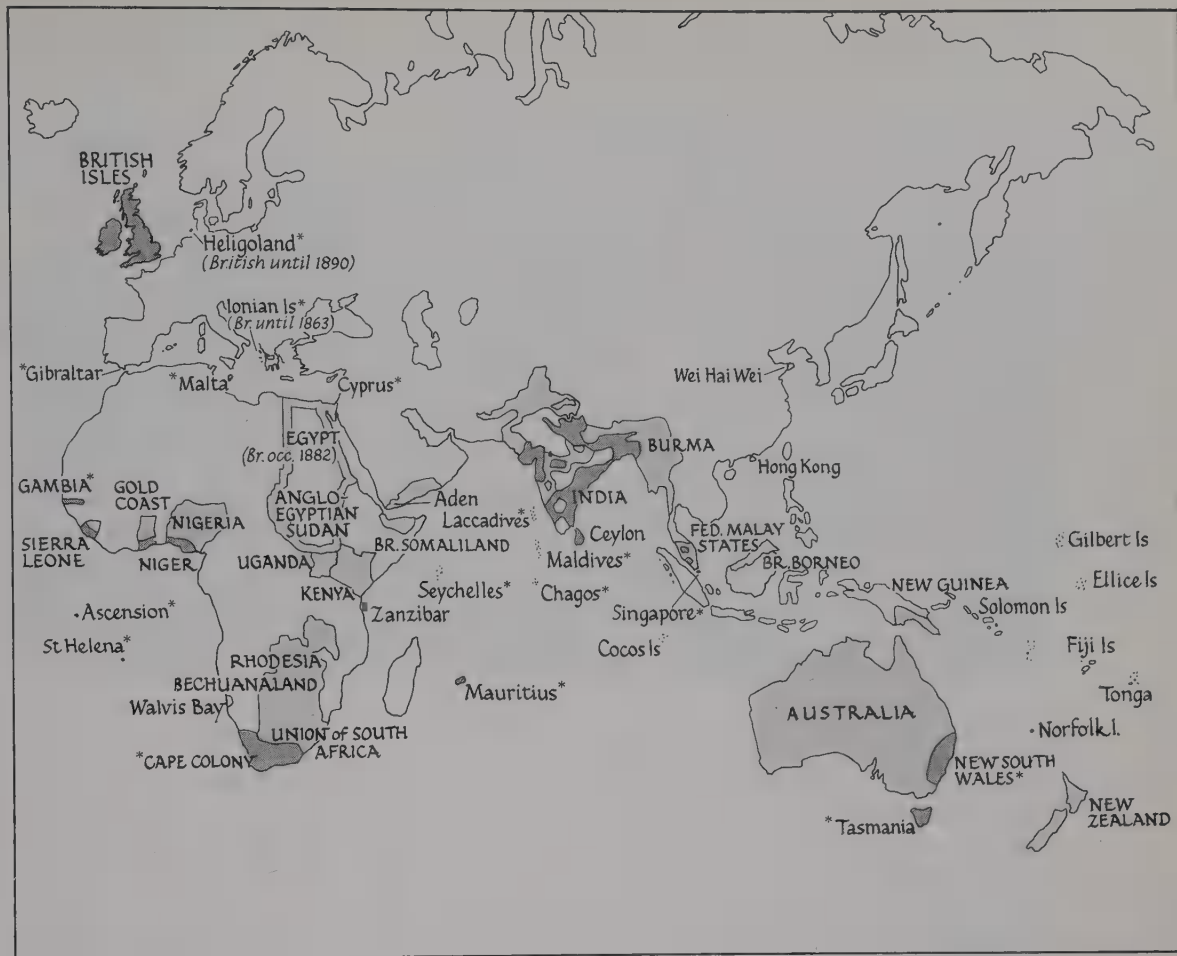 BRITISH
ISLES
Heligoland*
(British until 1890)
Ionian Is*
(Br. until 1863)
*Gibraltar
*Malta
Cyprus*
Wei Hai Wei
EGYPT
(Br. occ. 1882)
BURMA
Hong Kong
GAMBIA*
GOLD
COAST
NIGERIA
ANGLO-
EGYPTIAN
SUDAN
Aden
Laccadives*
INDIA
Ceylon
SIERRA
LEONE
NIGER
UGANDA
BR. SOMALILAND
Maldives*
FED. MALAY
STATES
BR. BORNEO
Gilbert Is
KENYA
Seychelles*
Chagos*
NEW GUINEA
Ellice Is
Ascension*
Zanzibar
Singapore*
Solomon Is
St Helena*
Cocos Is
Fiji Is
RHODESIA
BECHUANALAND
Mauritius*
Tonga
Walvis Bay
AUSTRALIA
Norfolk I.
*CAPE COLONY
UNION of SOUTH
AFRICA
NEW SOUTH
WALES*
*Tasmania
NEW
ZEALAND